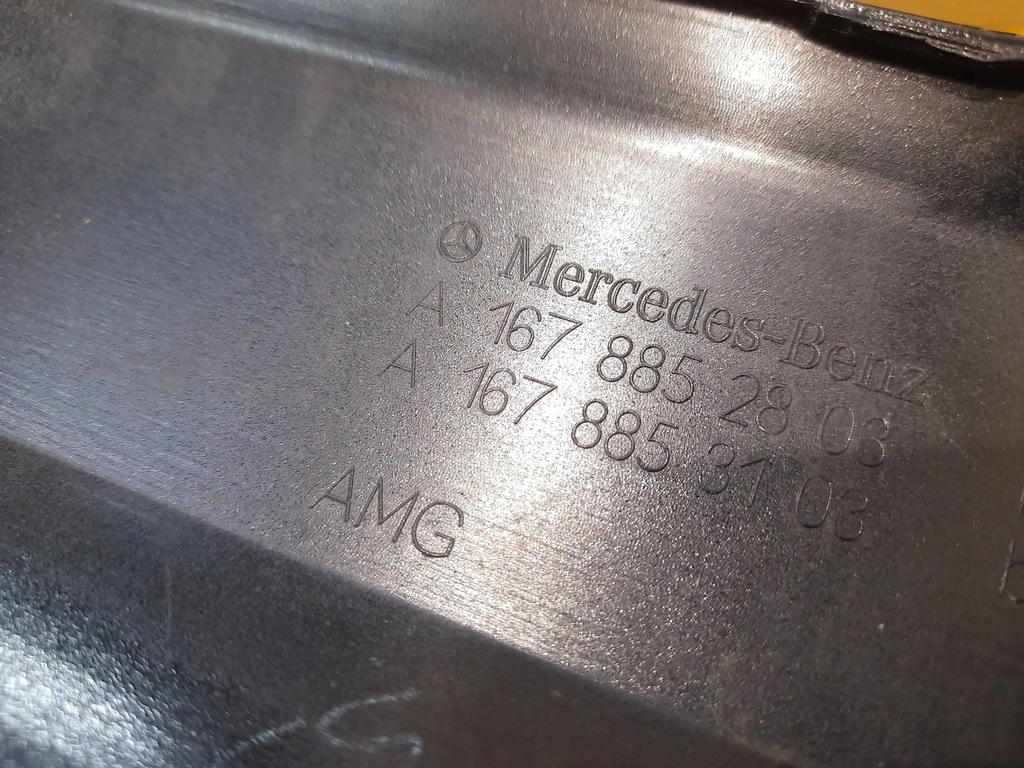 Mercedes-Benz
A 167 885 28 03
A 167 885 31 03
AMG